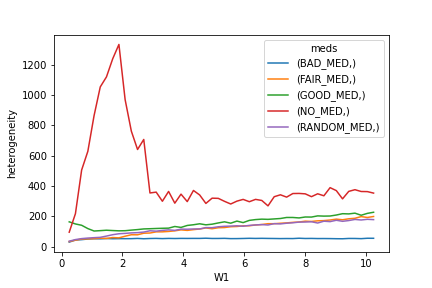 meds
(BAD_MED,)
(FAIR_MED,)
(GOOD_MED,)
(NO_MED,)
(RANDOM_MED,)
1200
1000
800
600
400
200
0
heterogeneity
0 2 4 6 8 10
W1